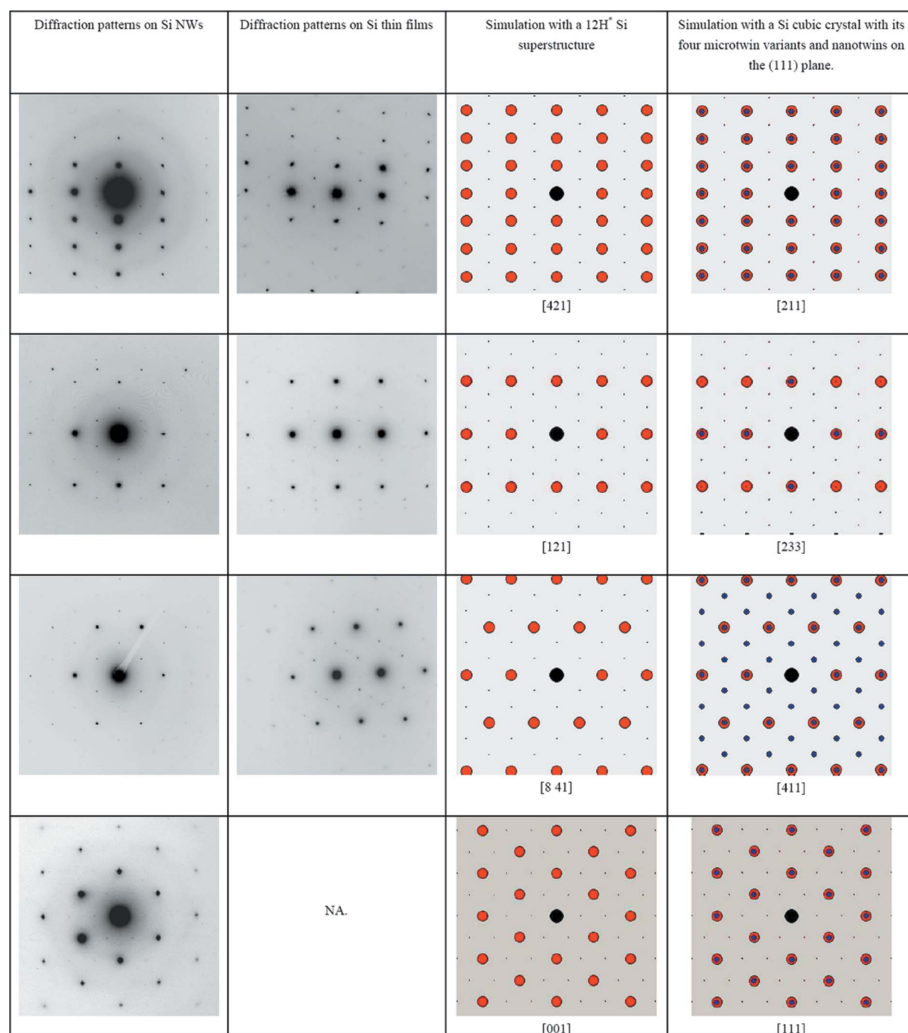 Diffraction patterns on Si NWs
Diffraction patterns on Si thin films
Simulation with a 12H* Si
superstructure
Simulation with a Si cubic crystal with its
four microtwin variants and nanotwins on
the (111) plane.
[421]
[211]
[121]
[233]
[8 41]
[411]
NA.
[001]
[111]